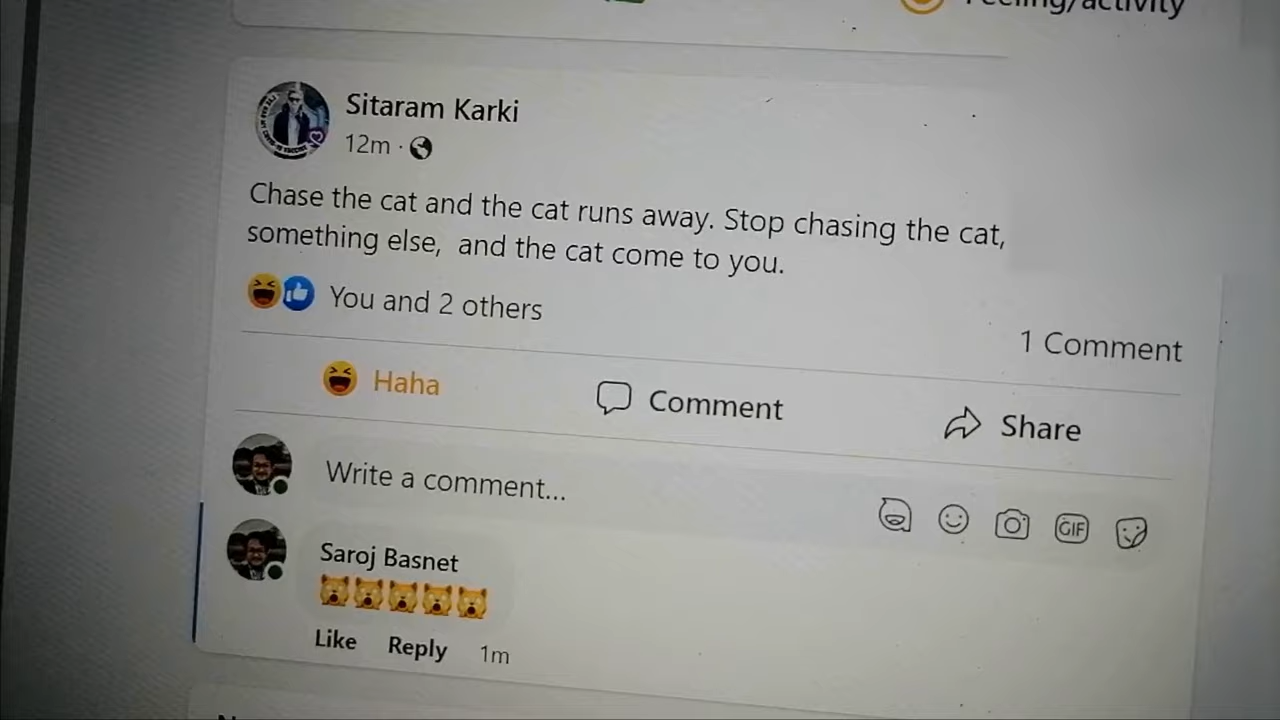 Feeling/activity
Sitaram Karki
12m ·
Chase the cat and the cat runs away. Stop chasing the cat,
something else,  and the cat come to you.
You and 2 others
1 Comment
Haha
Comment
Share
Write a comment...
GIF
Saroj Basnet
🙀🙀🙀🙀🙀
Like Reply 1m